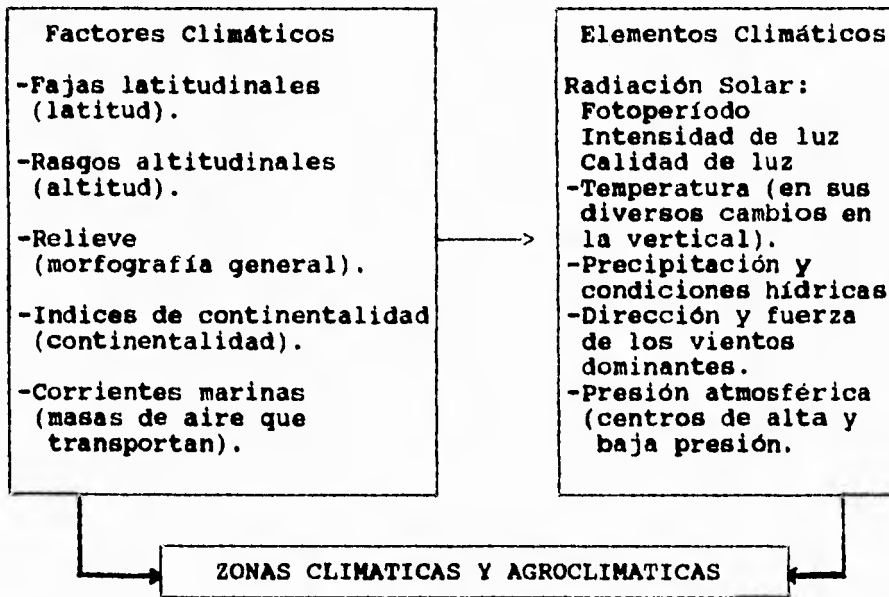 Factores Climáticos
-Fajas latitudinales
(latitud).
-Rasgos altitudinales
(altitud).
-Relieve
(morfografía general).
-Indices de continentalidad
(continentalidad).
-Corrientes marinas
(masas de aire que
transportan).
Elementos Climáticos
Radiación Solar:
Fotoperíodo
Intensidad de luz
Calidad de luz
-Temperatura (en sus
diversos cambios en
la vertical).
-Precipitación y
condiciones hídricas
-Dirección y fuerza
de los vientos
dominantes.
-Presión atmosférica
(centros de alta y
baja presión.
ZONAS CLIMATICAS Y AGROCLIMATICAS